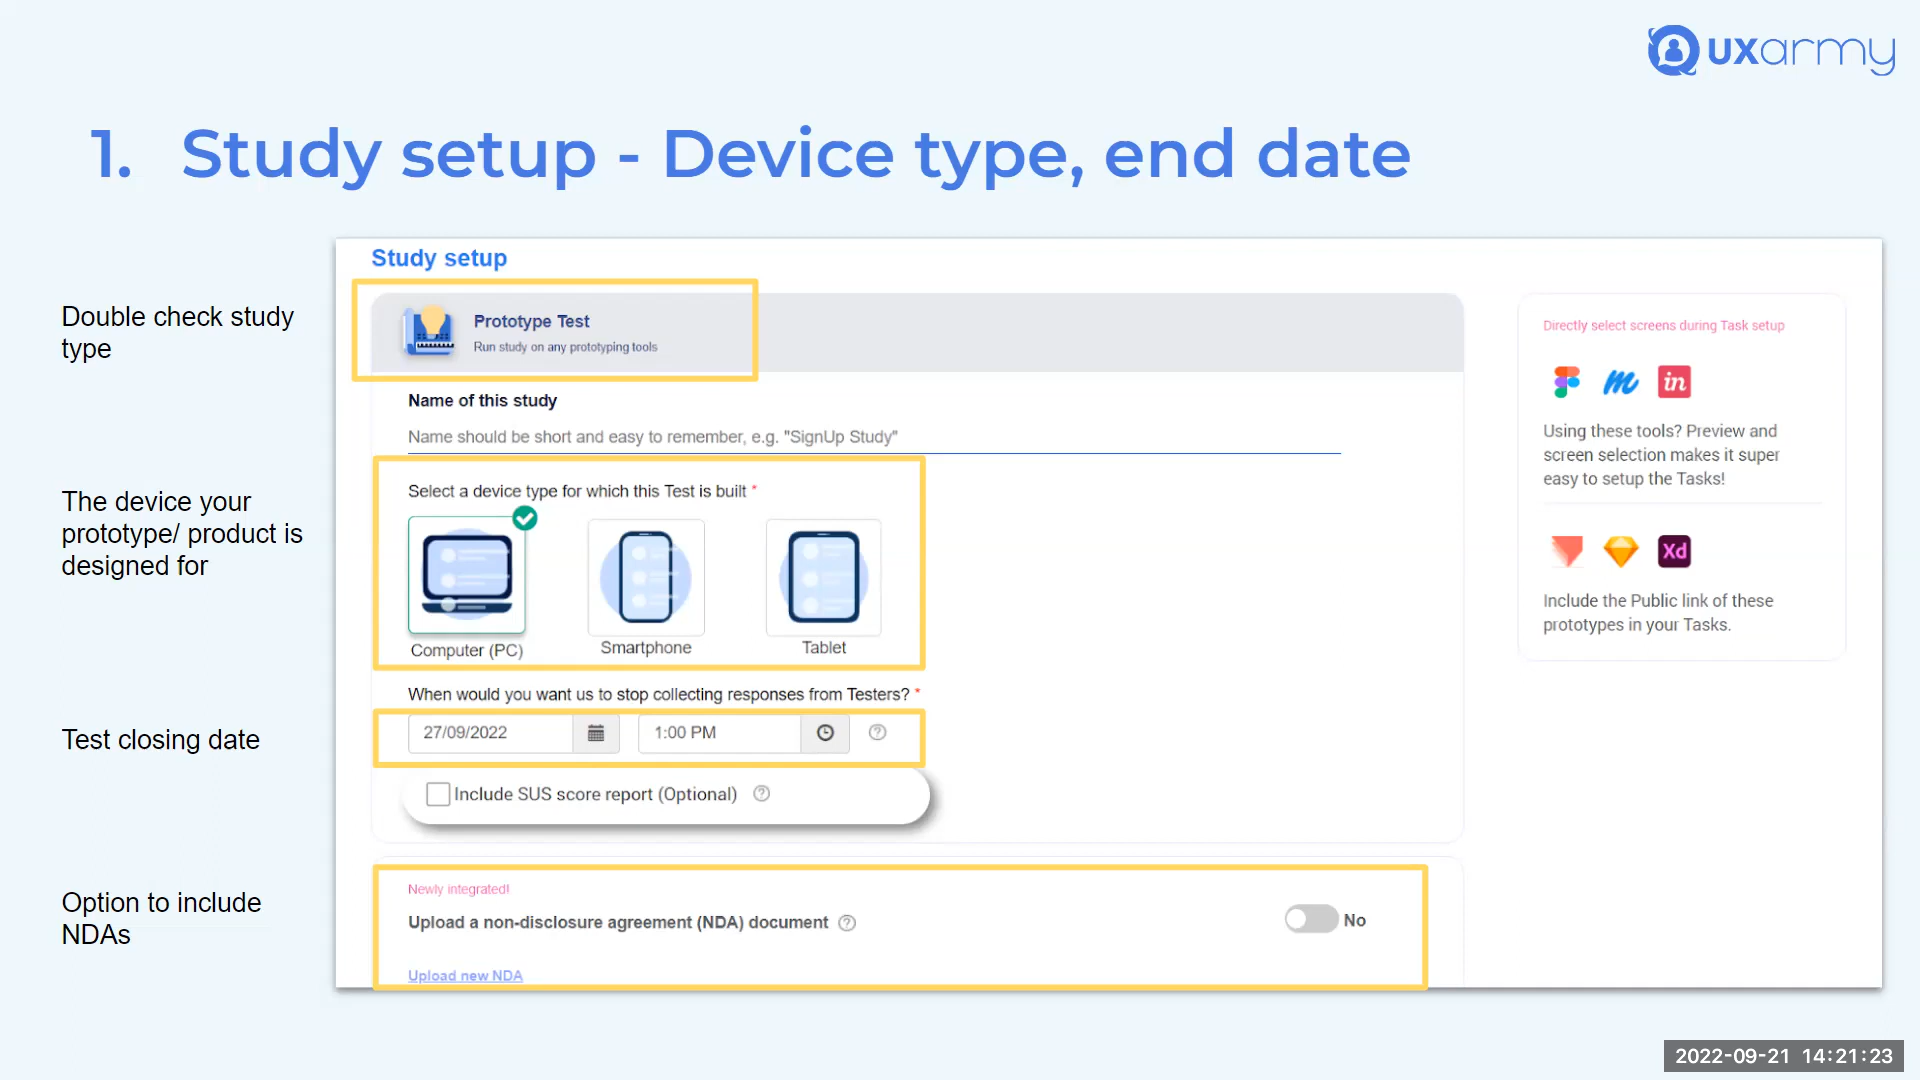 UXarmy
1. Study setup - Device type, end date
Double check study
type
The device your
prototype/ product is
designed for
Test closing date
Option to include
NDAs
Study setup
Prototype Test
Run study on any prototyping tools
Name of this study
Name should be short and easy to remember, e.g. "SignUp Study"
Select a device type for which this Test is built *
Computer (PC)
Smartphone
Tablet
When would you want us to stop collecting responses from Testers? *
27/09/2022
1:00 PM
?
Include SUS score report (Optional) ?
Newly integrated!
Upload a non-disclosure agreement (NDA) document ?
No
Upload new NDA
Directly select screens during Task setup
in
Using these tools? Preview and
screen selection makes it super
easy to setup the Tasks!
Xd
Include the Public link of these
prototypes in your Tasks.
2022-09-21 14:21:23